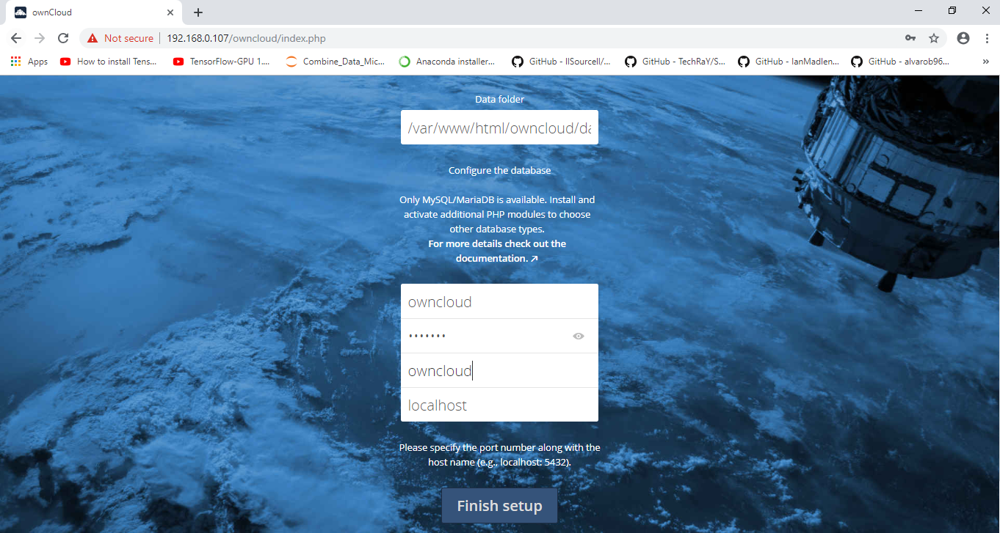 ownCloud
Not secure
192.168.0.107/owncloud/index.php
Apps
How to install Tens...
TensorFlow-GPU 1....
Combine_Data_Mic...
Anaconda installer...
GitHub - llSourcell/...
GitHub - TechRaY/S...
GitHub - IanMadlen...
GitHub - alvarob96...
»
Data folder
/var/www/html/owncloud/da
Configure the database
Only MySQL/MariaDB is available. Install and
activate additional PHP modules to choose
other database types.
For more details check out the
documentation. ↗
owncloud
•••••••
owncloud
localhost
Please specify the port number along with the
host name (e.g., localhost: 5432).
Finish setup